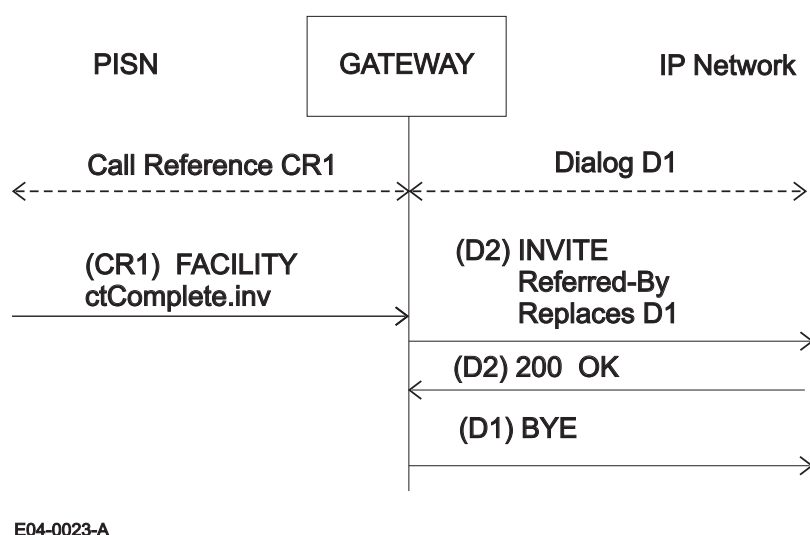 PISN
GATEWAY
IP Network
Call Reference CR1
Dialog D1
(CR1) FACILITY
ctComplete.inv
(D2) INVITE
Referred-By
Replaces D1
(D2) 200 OK
(D1) BYE
E04-0023-A